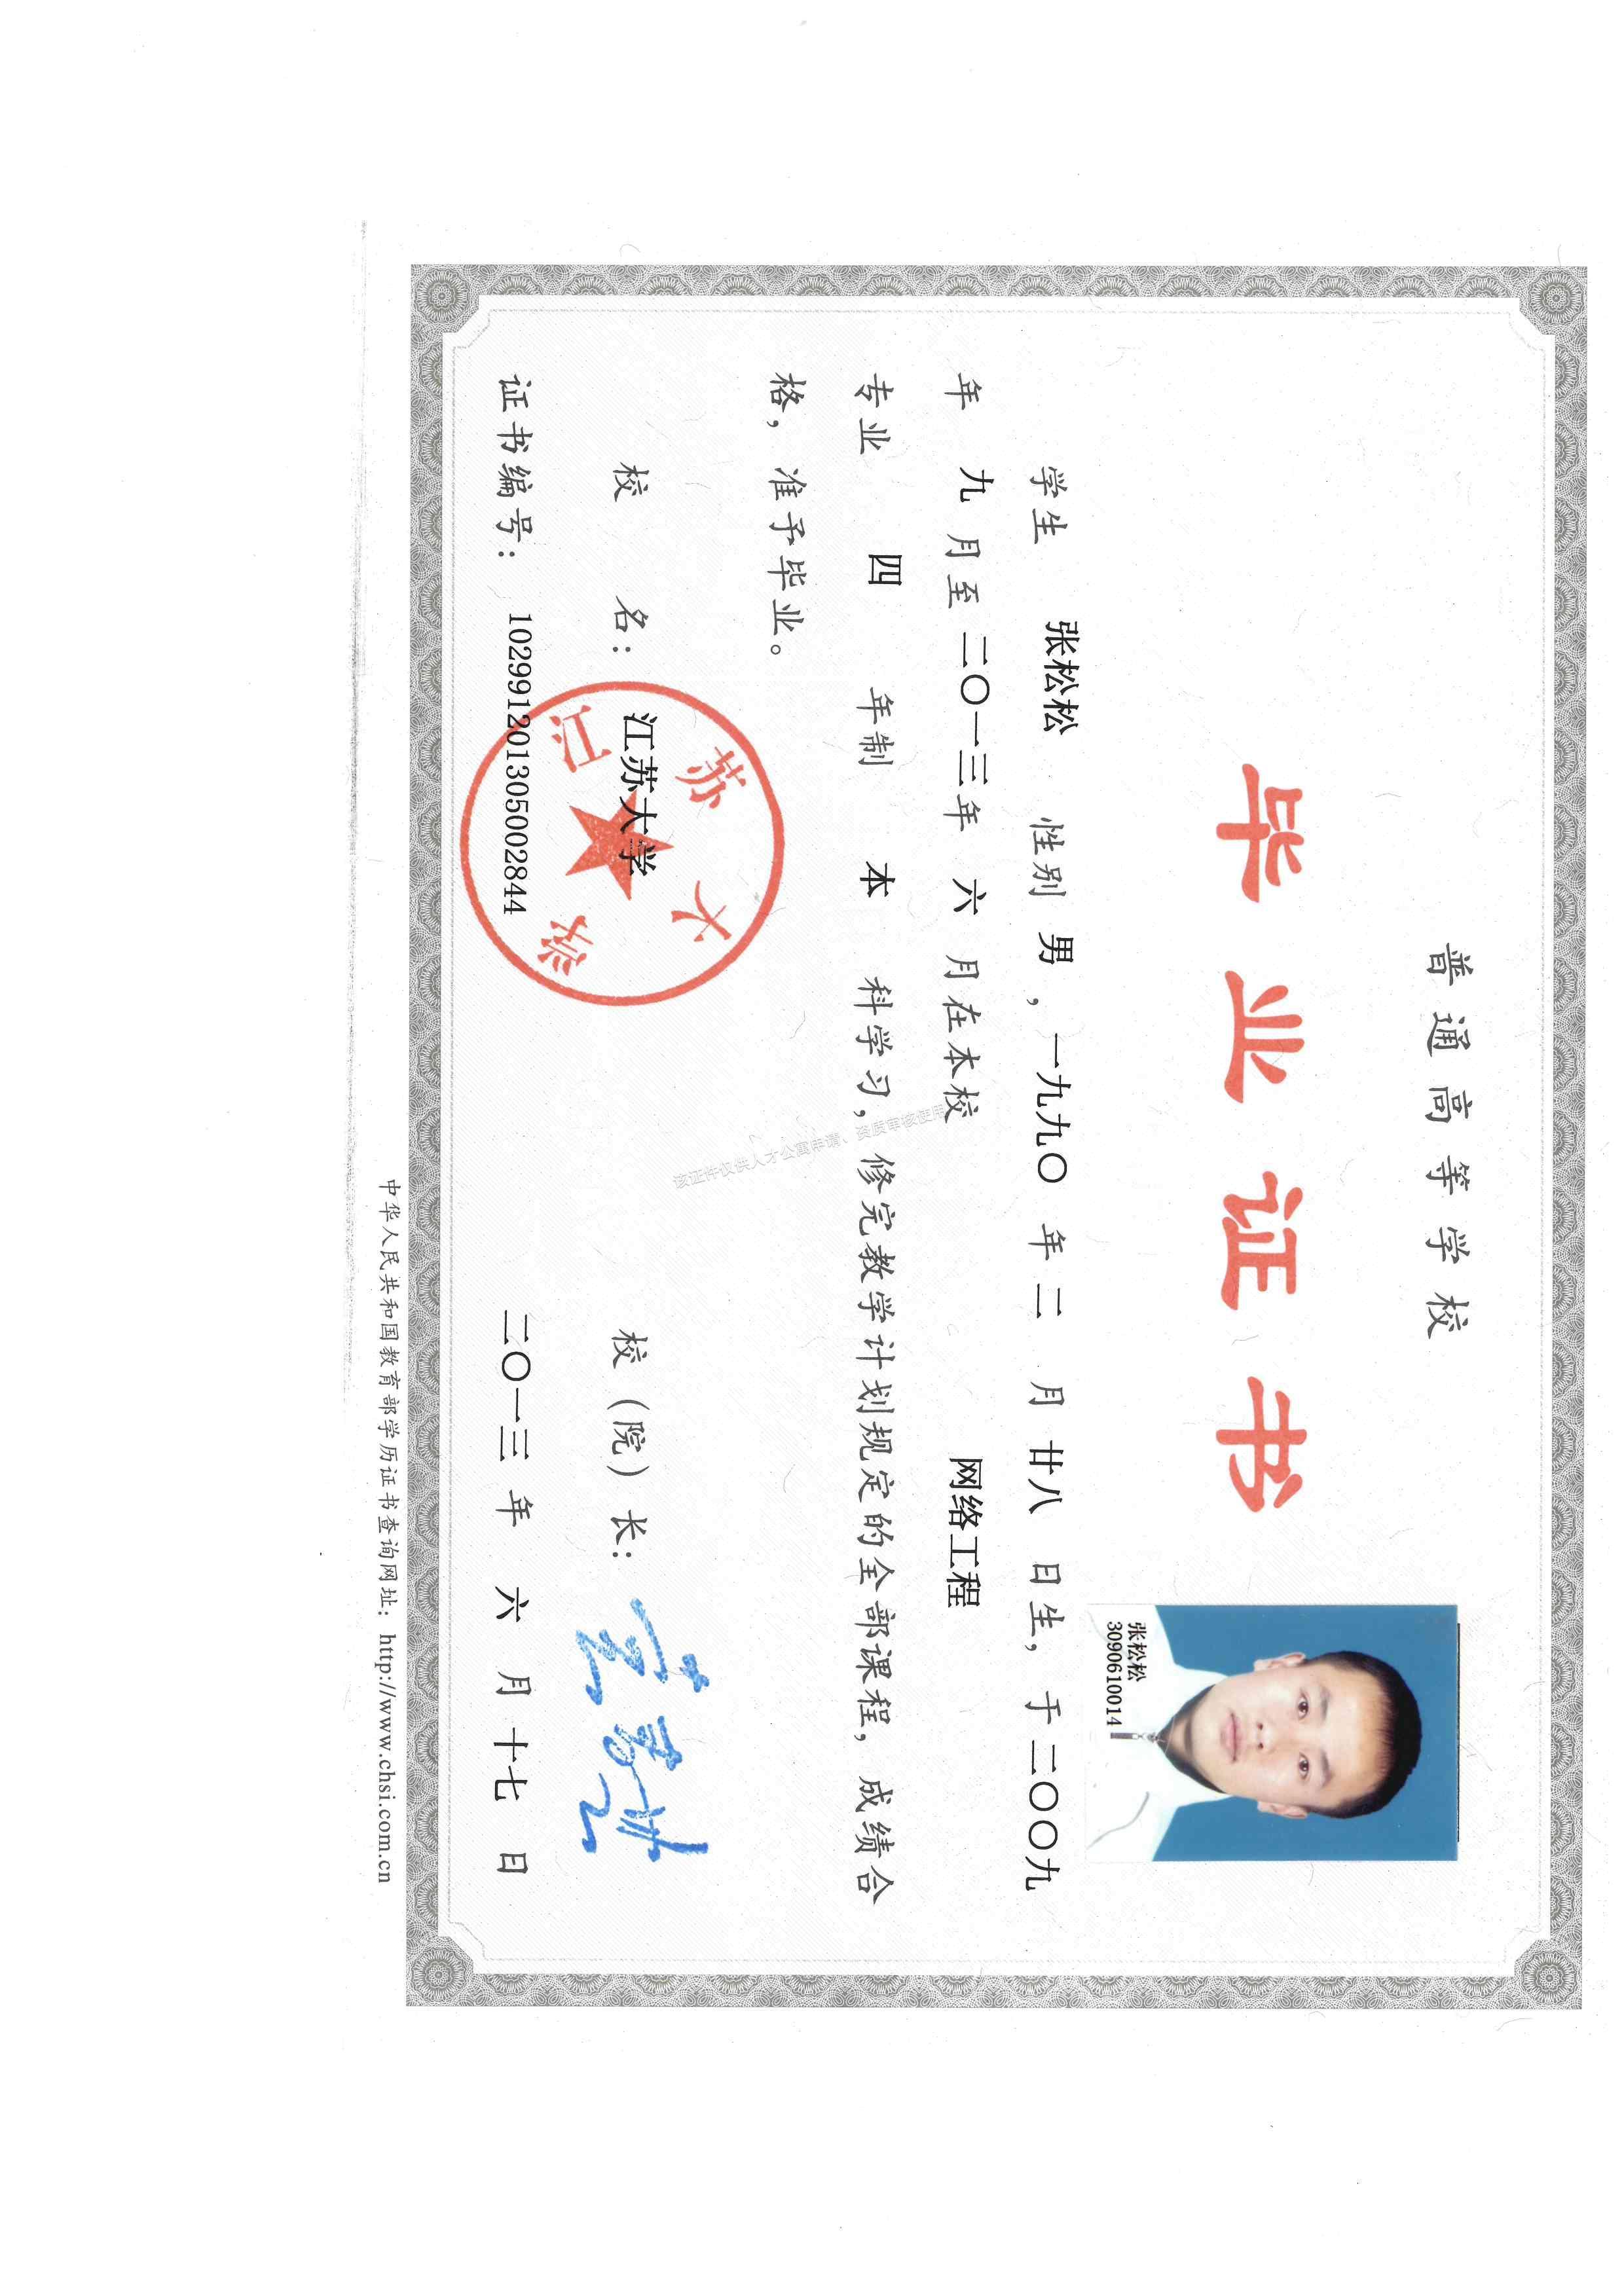 普通高等学校
毕业证书
张松松
3090610014
学生 张松松 性别 男，一九九〇 年 二 月 廿八 日生，于 二〇〇九
年 九 月至 二〇一三年 六 月在本校 网络工程
专业 四 年制 本 科学习，修完教学计划规定的全部课程，成绩合
格，准予毕业。
该证件仅供人才公寓申请、资质审核使用
校 名： 江苏大学 校（院）长：
江苏大学
证书编号： 102991201305002844 二〇一三 年 六 月 十七 日
中华人民共和国教育部学历证书查询网址：http://www.chsi.com.cn